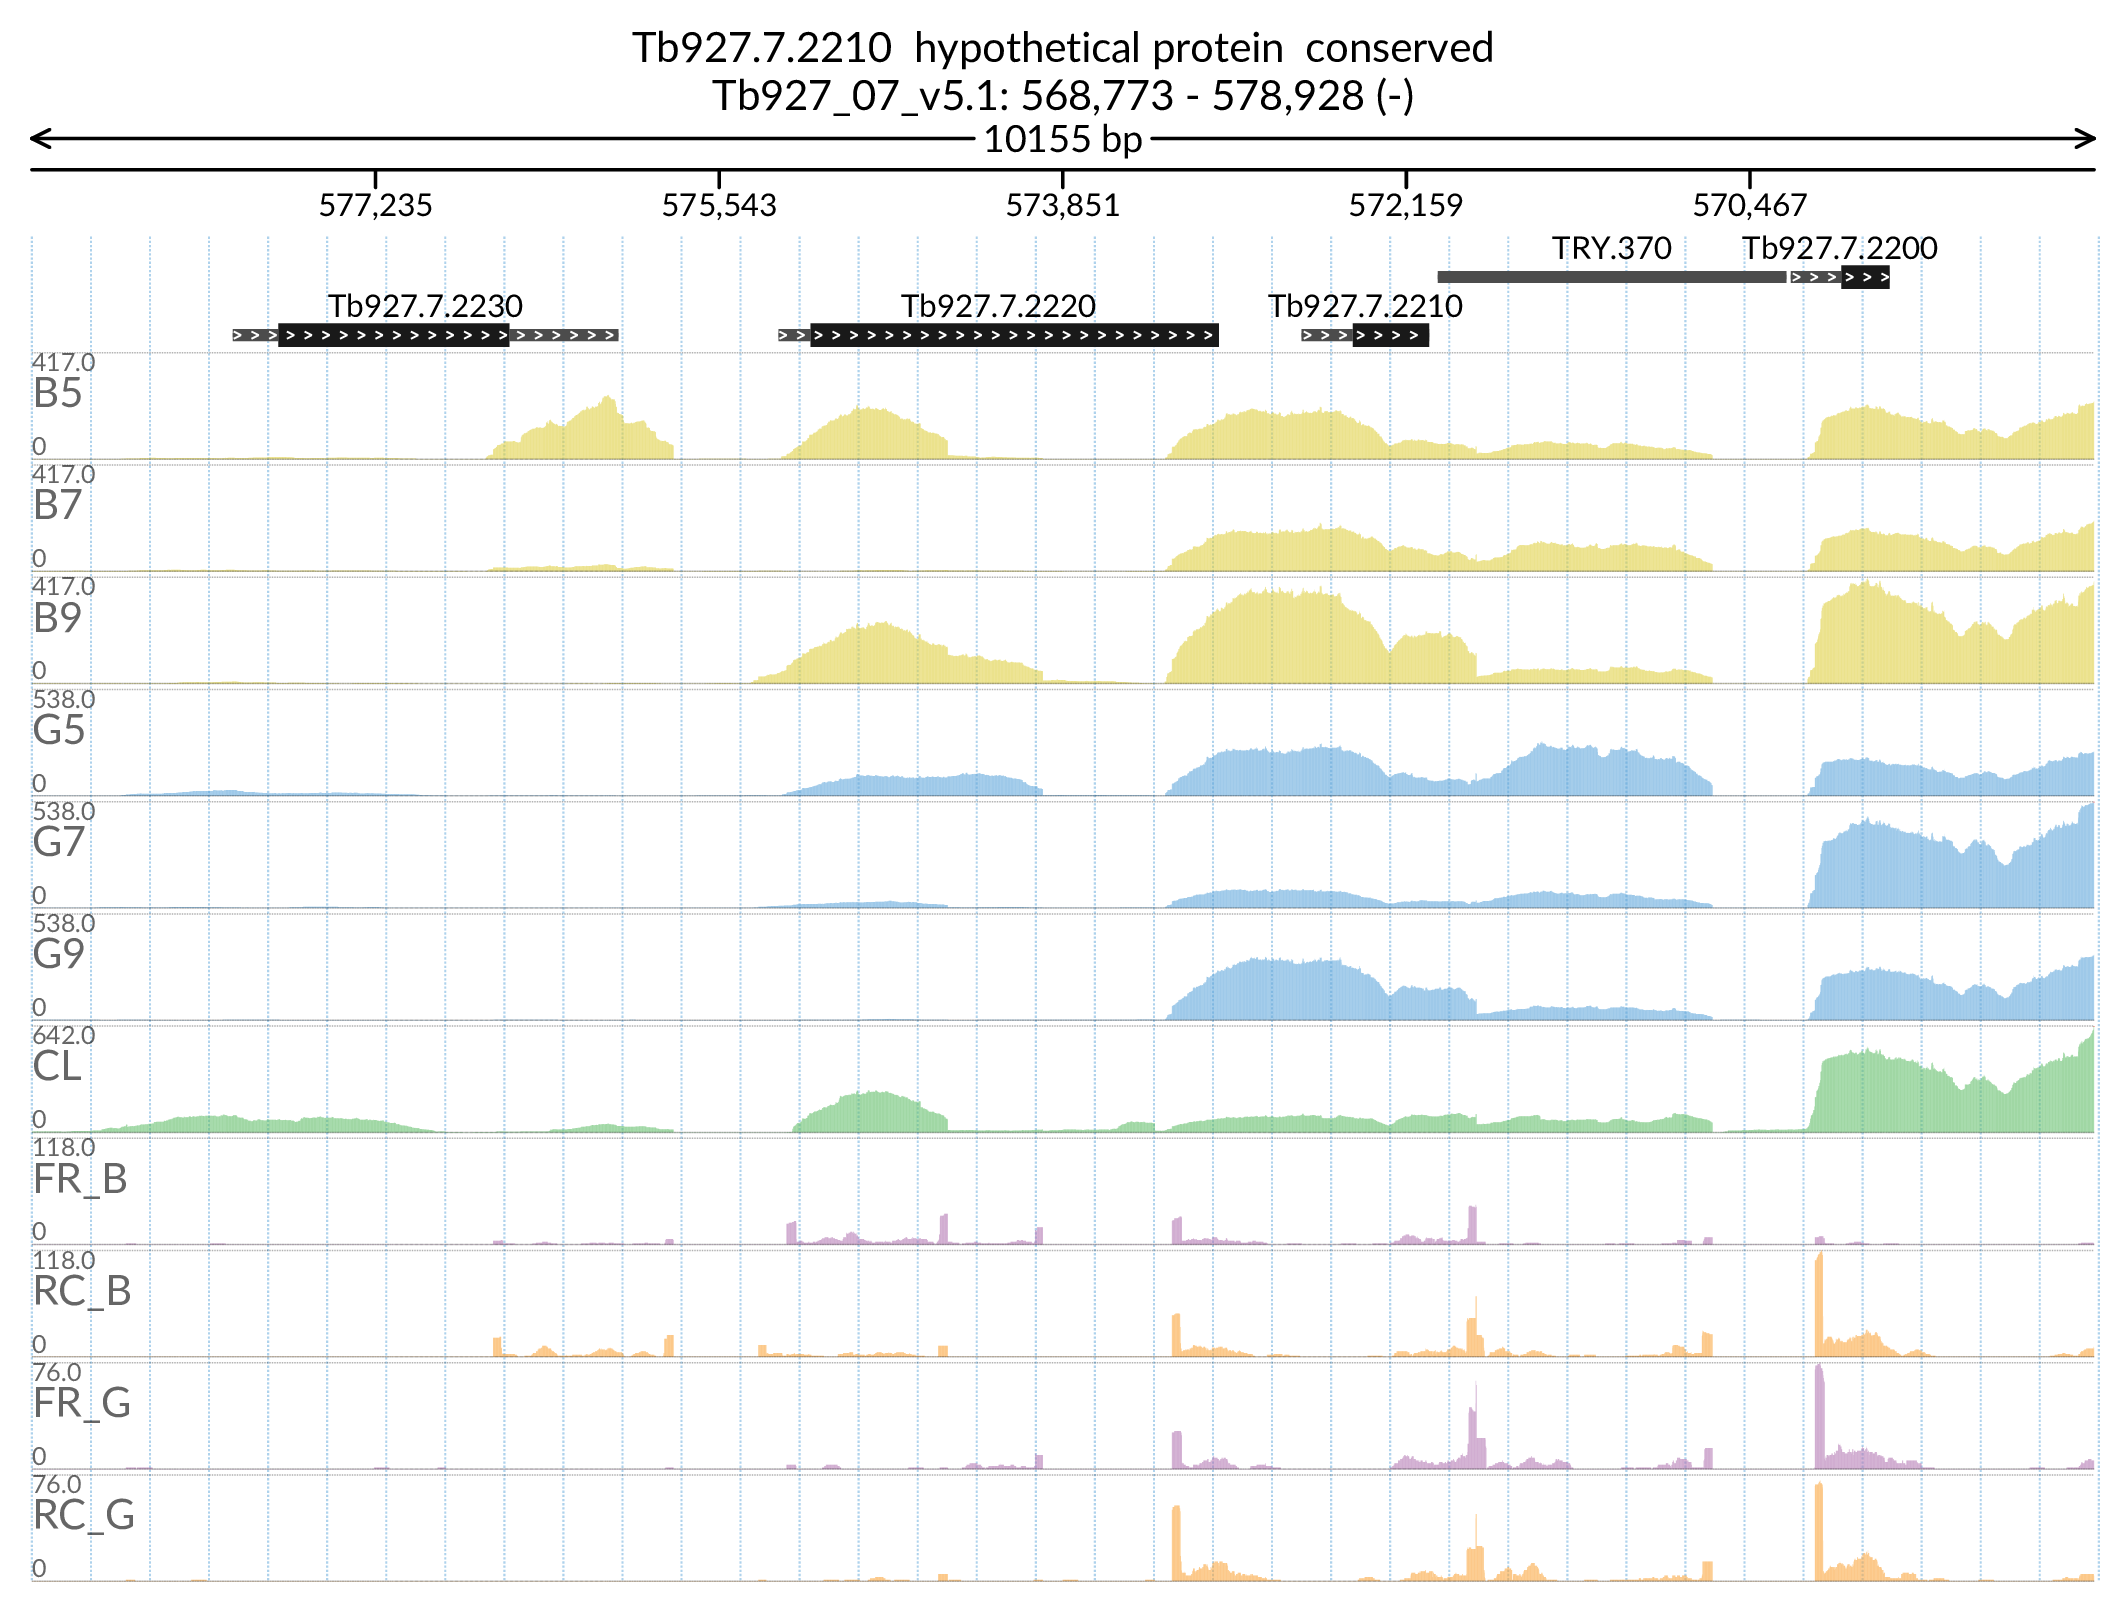 Tb927.7.2210  hypothetical protein  conserved
Tb927_07_v5.1: 568,773 - 578,928 (-)
10155 bp
577,235 575,543 573,851 572,159 570,467
TRY.370 Tb927.7.2200
Tb927.7.2230 Tb927.7.2220 Tb927.7.2210
417.0
B5
0
417.0
B7
0
417.0
B9
0
538.0
G5
0
538.0
G7
0
538.0
G9
0
642.0
CL
0
118.0
FR_B
0
118.0
RC_B
0
76.0
FR_G
0
76.0
RC_G
0